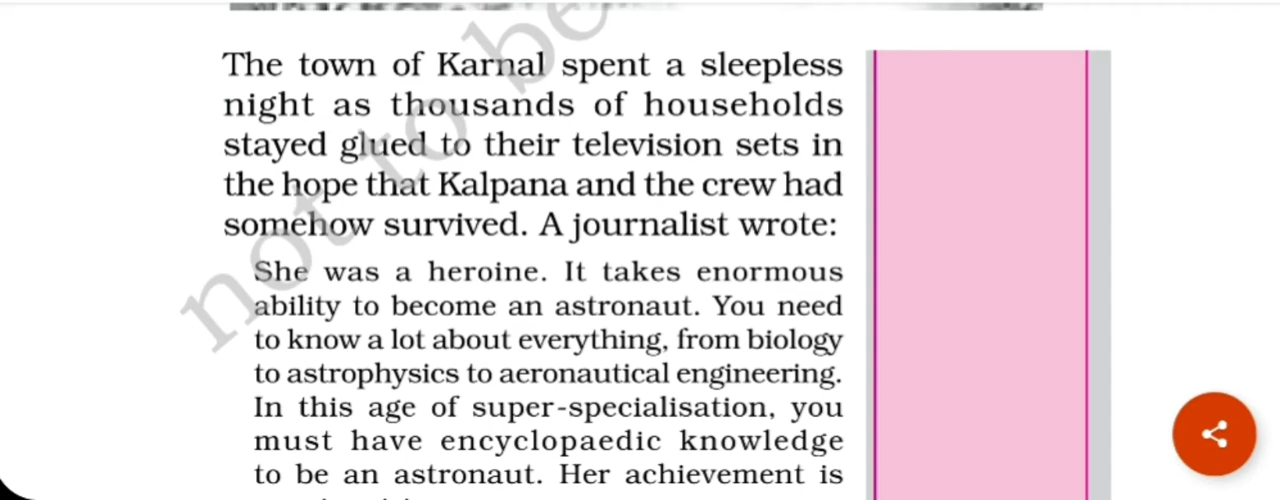 The town of Karnal spent a sleepless
night as thousands of households
stayed glued to their television sets in
the hope that Kalpana and the crew had
somehow survived. A journalist wrote:
She was a heroine. It takes enormous
ability to become an astronaut. You need
to know a lot about everything, from biology
to astrophysics to aeronautical engineering.
In this age of super-specialisation, you
must have encyclopaedic knowledge
to be an astronaut. Her achievement is
not to be